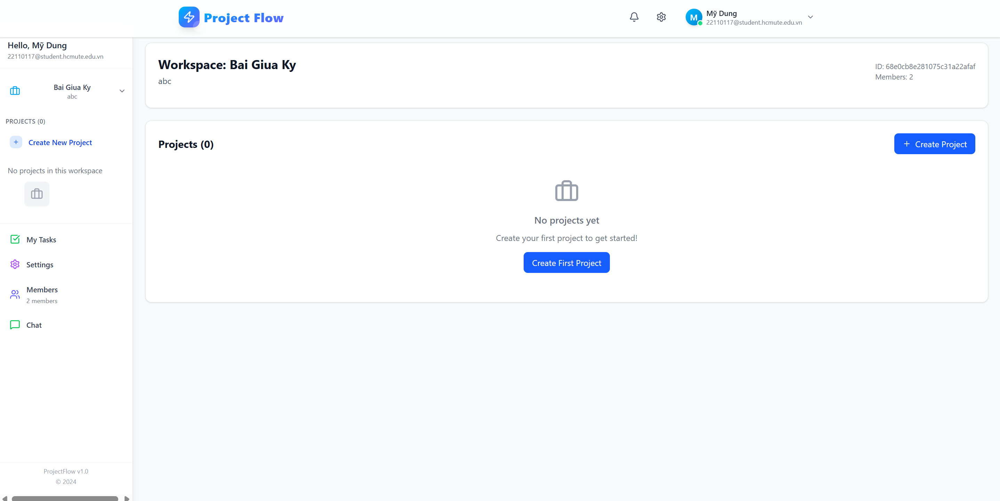 Project Flow
M
Mỹ Dung
22110117@student.hcmute.edu.vn
Hello, Mỹ Dung
22110117@student.hcmute.edu.vn
Bai Giua Ky
abc
PROJECTS (0)
+ Create New Project
No projects in this workspace
My Tasks
Settings
Members
2 members
Chat
ProjectFlow v1.0
© 2024
Workspace: Bai Giua Ky
abc
ID: 68e0cb8e281075c31a22afaf
Members: 2
Projects (0)
+ Create Project
No projects yet
Create your first project to get started!
Create First Project